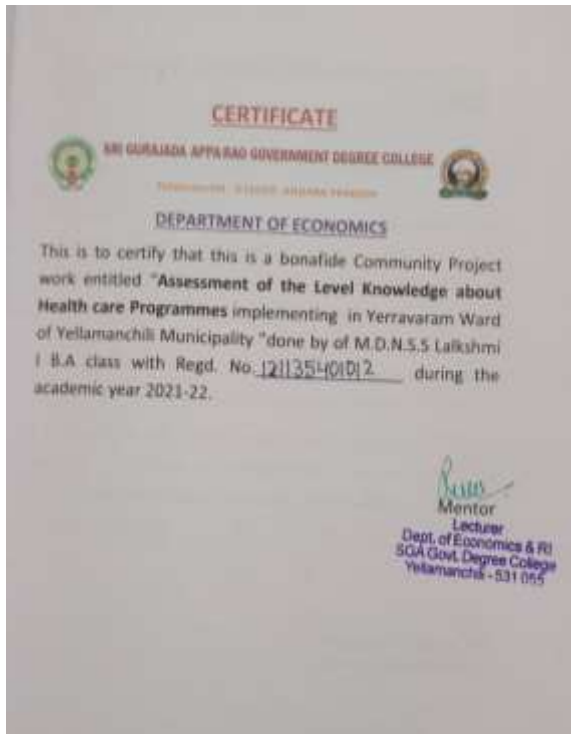 CERTIFICATE
SRI GURAJADA APPA RAO GOVERNMENT DEGREE COLLEGE
DEPARTMENT OF ECONOMICS
This is to certify that this is a bonafide Community Project
work entitled "Assessment of the Level Knowledge about
Health care Programmes implementing in Yerravaram Ward
of Yellamanchili Municipality "done by of M.D.N.S.S Lalkshmi
I B.A class with Regd. No. 121135401012 during the
academic year 2021-22.
Mentor
Lecturer
Dept. of Economics & RI
SGA Govt. Degree College
Yellamanchili - 531 055